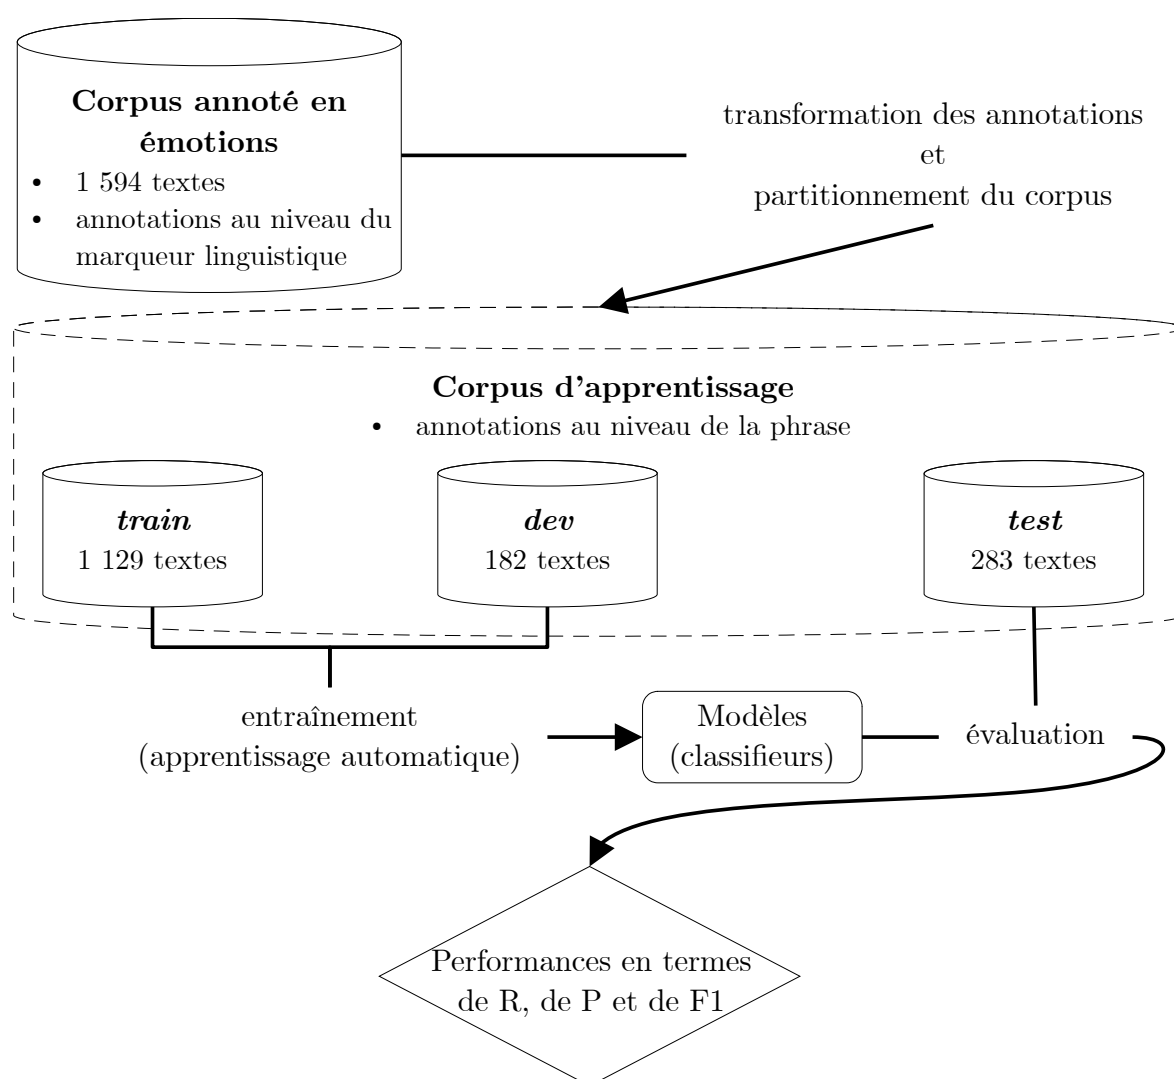 Corpus annoté en
émotions
• 1 594 textes
• annotations au niveau du
marqueur linguistique
transformation des annotations
et
partitionnement du corpus
Corpus d'apprentissage
• annotations au niveau de la phrase
train
1 129 textes
dev
182 textes
test
283 textes
entraînement
(apprentissage automatique)
Modèles
(classifieurs)
évaluation
Performances en termes
de R, de P et de F1